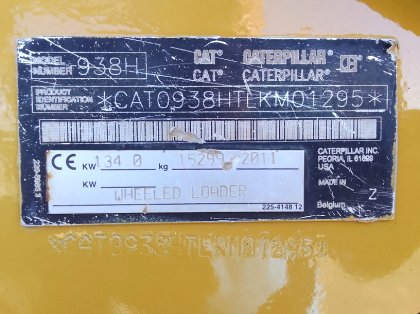 MODEL NUMBER 938H CAT CATERPILLAR
CAT® CATERPILLAR®
PRODUCT IDENTIFICATION NUMBER *CAT0938HTLKM01295*
CE KW 134 0 kg 15299 2011
KW
WHEELED LOADER
225-4148 12
CATERPILLAR INC.
PEORIA, IL 61629
USA
MADE IN
Z
Belgium
*CAT0938HTLKM01295*